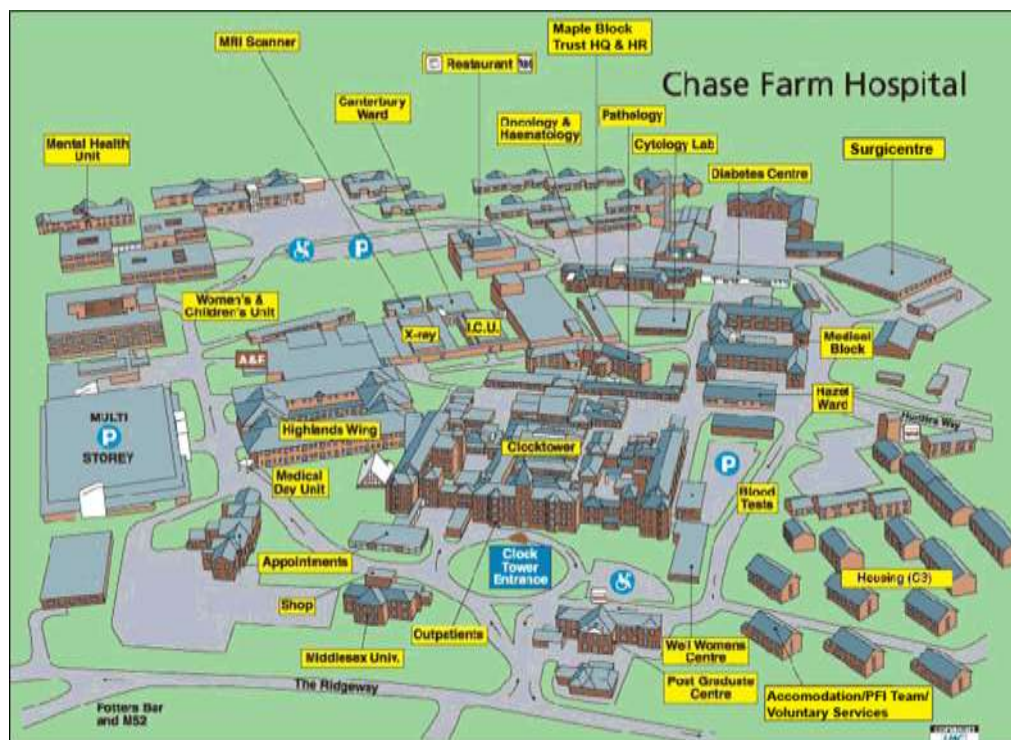 Maple Block
Trust HQ & HR
MRI Scanner
Restaurant
Chase Farm Hospital
Canterbury
Ward
Oncology &
Haematology
Pathology
Cytology Lab
Surgicentre
Mental Health
Unit
Diabetes Centre
P
Women's &
Children's Unit
X-ray
I.C.U.
Medical
Block
A&E
Hazel
Ward
MULTI
P
STOREY
Highlands Wing
Clocktower
Hunters Way
P
Medical
Day Unit
Blood
Tests
Appointments
Clock
Tower
Entrance
Housing (C3)
Shop
Outpatients
Well Womens
Centre
Middlesex Univ.
Post Graduate
Centre
The Ridgeway
Accomodation/PFI Team/
Voluntary Services
Potters Bar
and M52